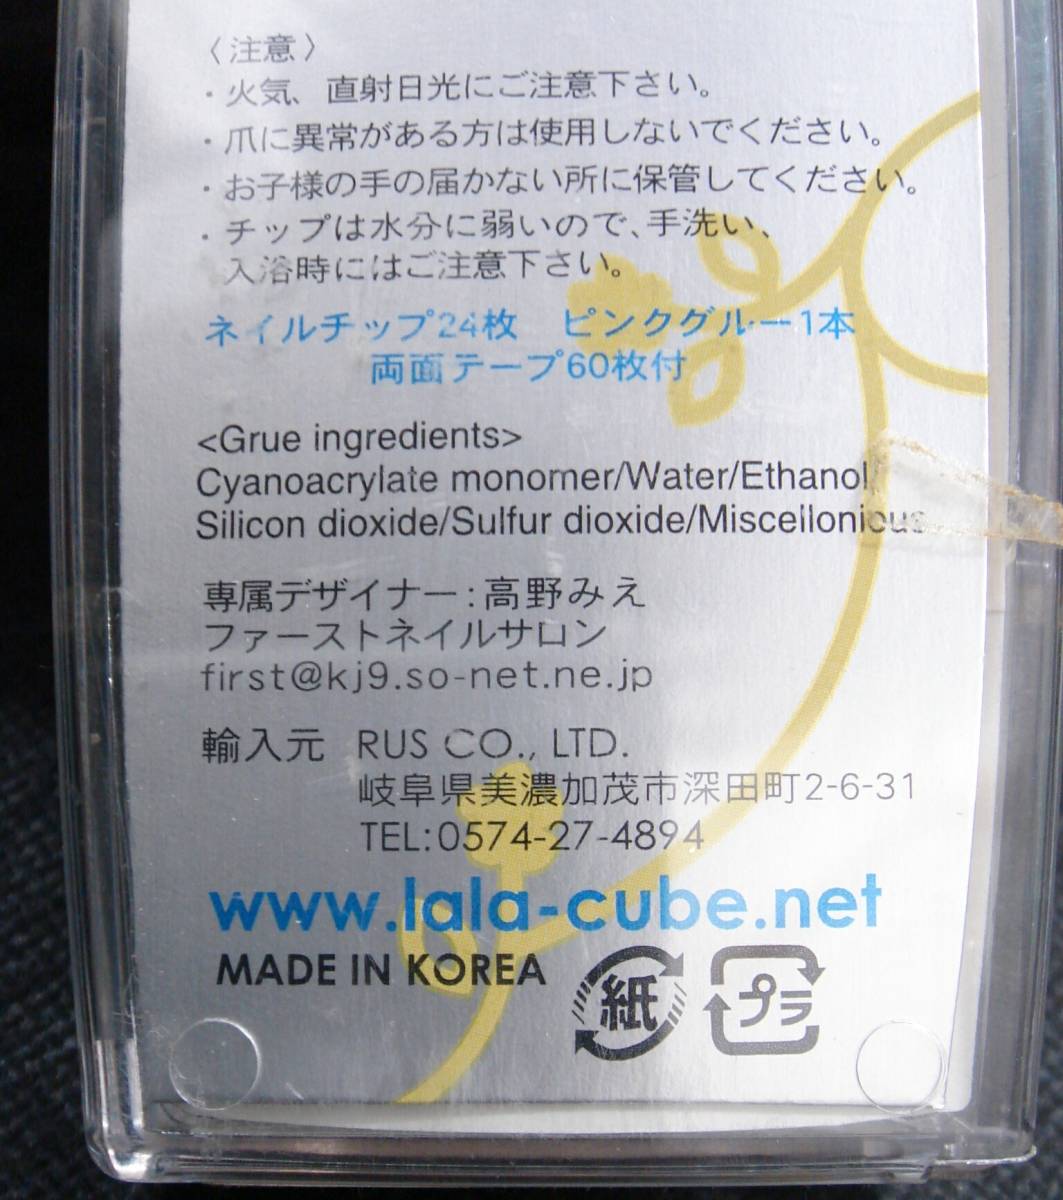 〈注意〉
・火気、直射日光にご注意下さい。
・爪に異常がある方は使用しないでください。
・お子様の手の届かない所に保管してください。
・チップは水分に弱いので、手洗い、
入浴時にはご注意下さい。
ネイルチップ24枚　ピンクグルー1本
両面テープ60枚付
<Grue ingredients>
Cyanoacrylate monomer/Water/Ethanol/
Silicon dioxide/Sulfur dioxide/Miscellonious
専属デザイナー：高野みえ
ファーストネイルサロン
first@kj9.so-net.ne.jp
輸入元　RUS CO., LTD.
岐阜県美濃加茂市深田町2-6-31
TEL:0574-27-4894
www.lala-cube.net
MADE IN KOREA
紙 プラ